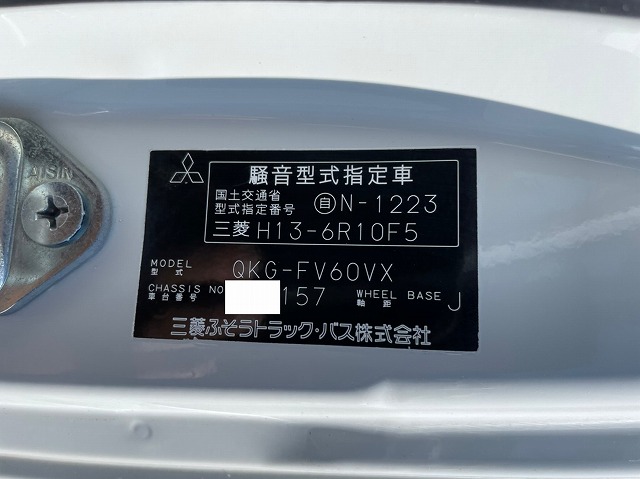 AISIN
騒音型式指定車
国土交通省
型式指定番号 自N-1223
三菱 H13-6R10F5
MODEL
型式 QKG-FV60VX
CHASSIS NO
車台番号 157 WHEEL BASE
軸距 J
三菱ふそうトラック・バス株式会社